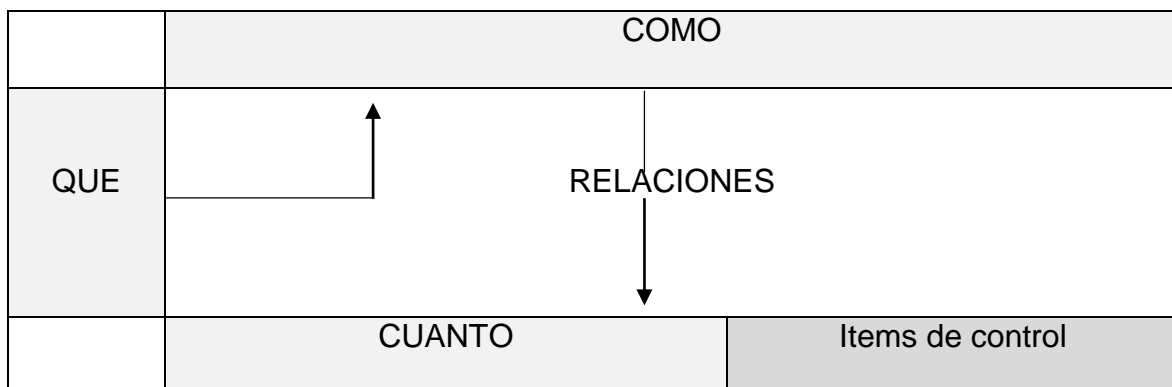 COMO
QUE
RELACIONES
CUANTO
Items de control